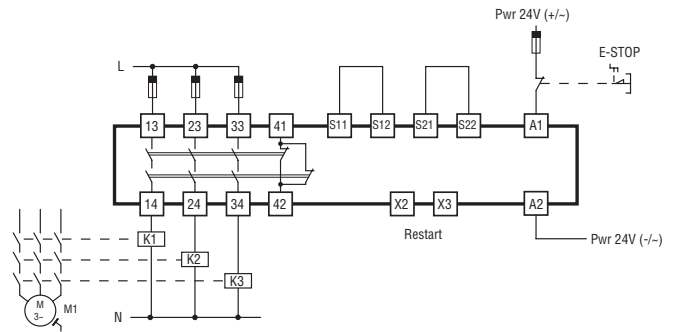 Pwr 24V (+/~)
E-STOP
L
13 23 33 41 S11 S12 S21 S22 A1
14 24 34 42 X2 X3 A2
Restart
Pwr 24V (-/~)
K1
K2
K3
M
3~
M1
N